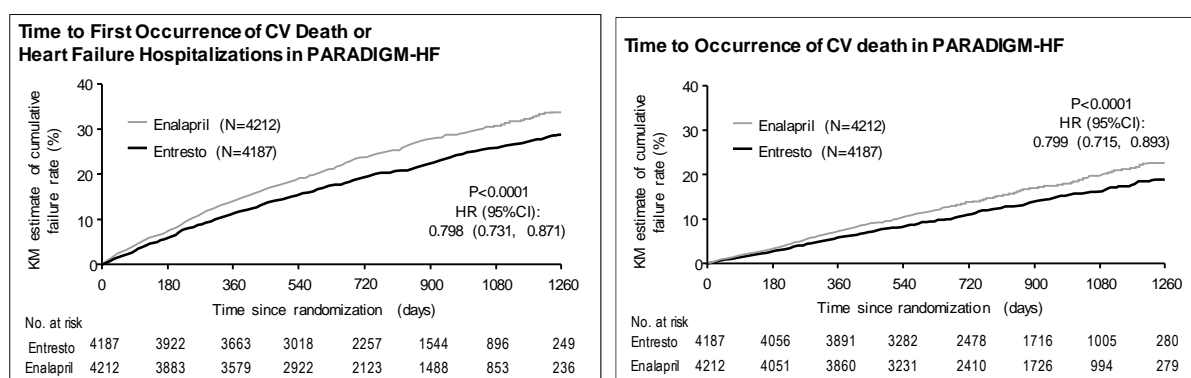 Time to First Occurrence of CV Death or
Heart Failure Hospitalizations in PARADIGM-HF
KM estimate of cumulative
failure rate (%)
40
30
20
10
0
Enalapril (N=4212)
Entresto (N=4187)
P<0.0001
HR (95%CI):
0.798 (0.731, 0.871)
0 180 360 540 720 900 1080 1260
Time since randomization (days)
No. at risk
Entresto 4187 3922 3663 3018 2257 1544 896 249
Enalapril 4212 3883 3579 2922 2123 1488 853 236
Time to Occurrence of CV death in PARADIGM-HF
KM estimate of cumulative
failure rate (%)
40
30
20
10
0
Enalapril (N=4212)
Entresto (N=4187)
P<0.0001
HR (95%CI):
0.799 (0.715, 0.893)
0 180 360 540 720 900 1080 1260
Time since randomization (days)
No. at risk
Entresto 4187 4056 3891 3282 2478 1716 1005 280
Enalapril 4212 4051 3860 3231 2410 1726 994 279